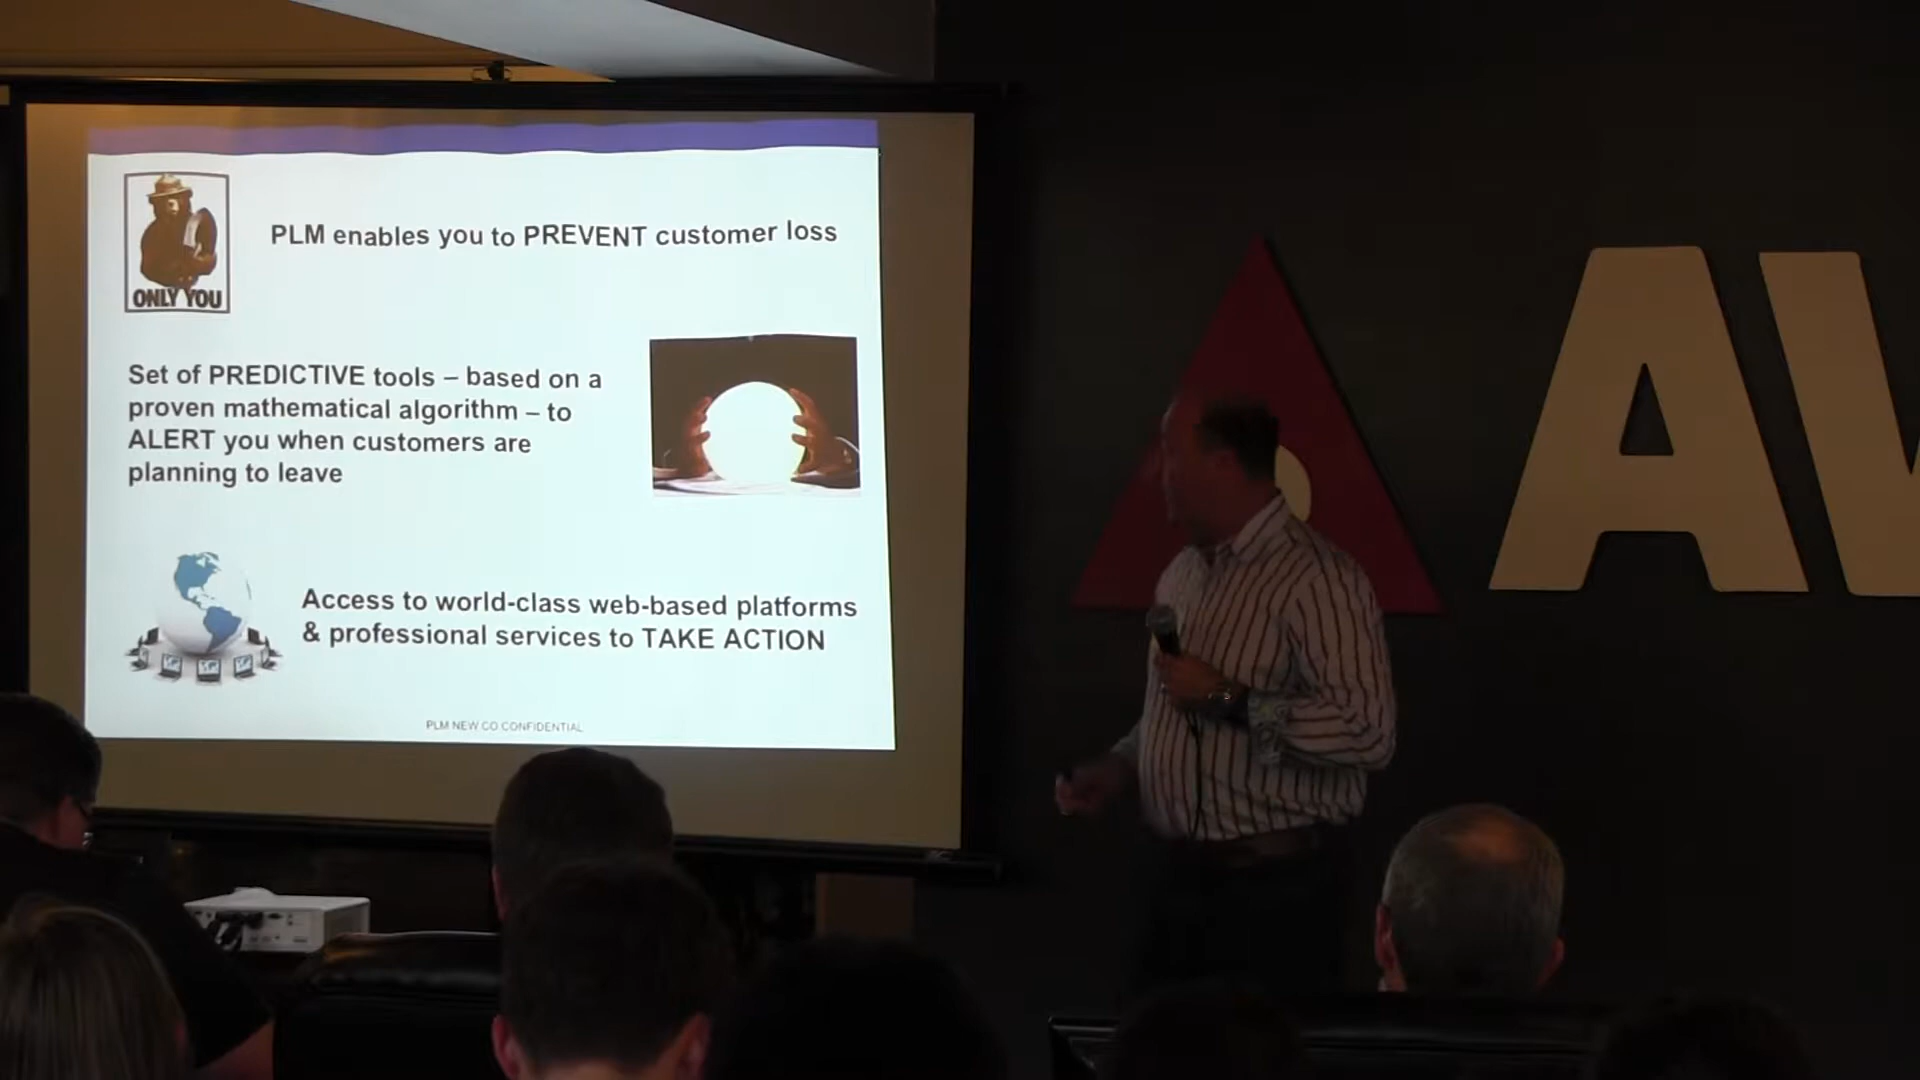 PLM enables you to PREVENT customer loss
ONLY YOU
Set of PREDICTIVE tools – based on a
proven mathematical algorithm – to
ALERT you when customers are
planning to leave
Access to world-class web-based platforms
& professional services to TAKE ACTION
PLM NEW CO CONFIDENTIAL
AV